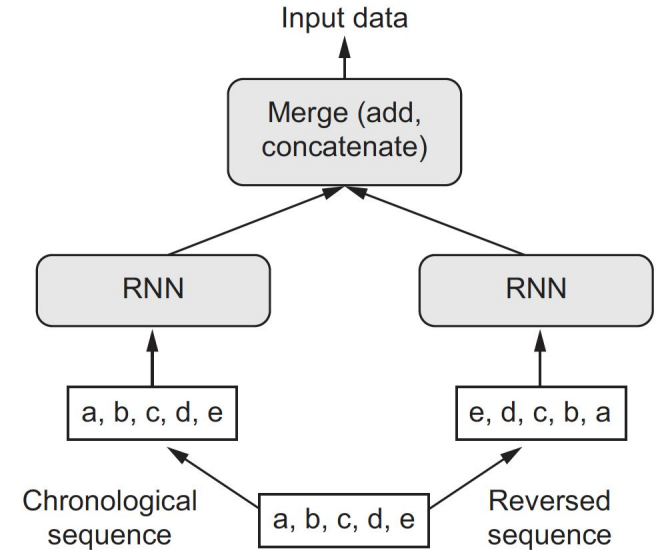 Input data
Merge (add,
concatenate)
RNN
RNN
a, b, c, d, e
e, d, c, b, a
Chronological
sequence
a, b, c, d, e
Reversed
sequence